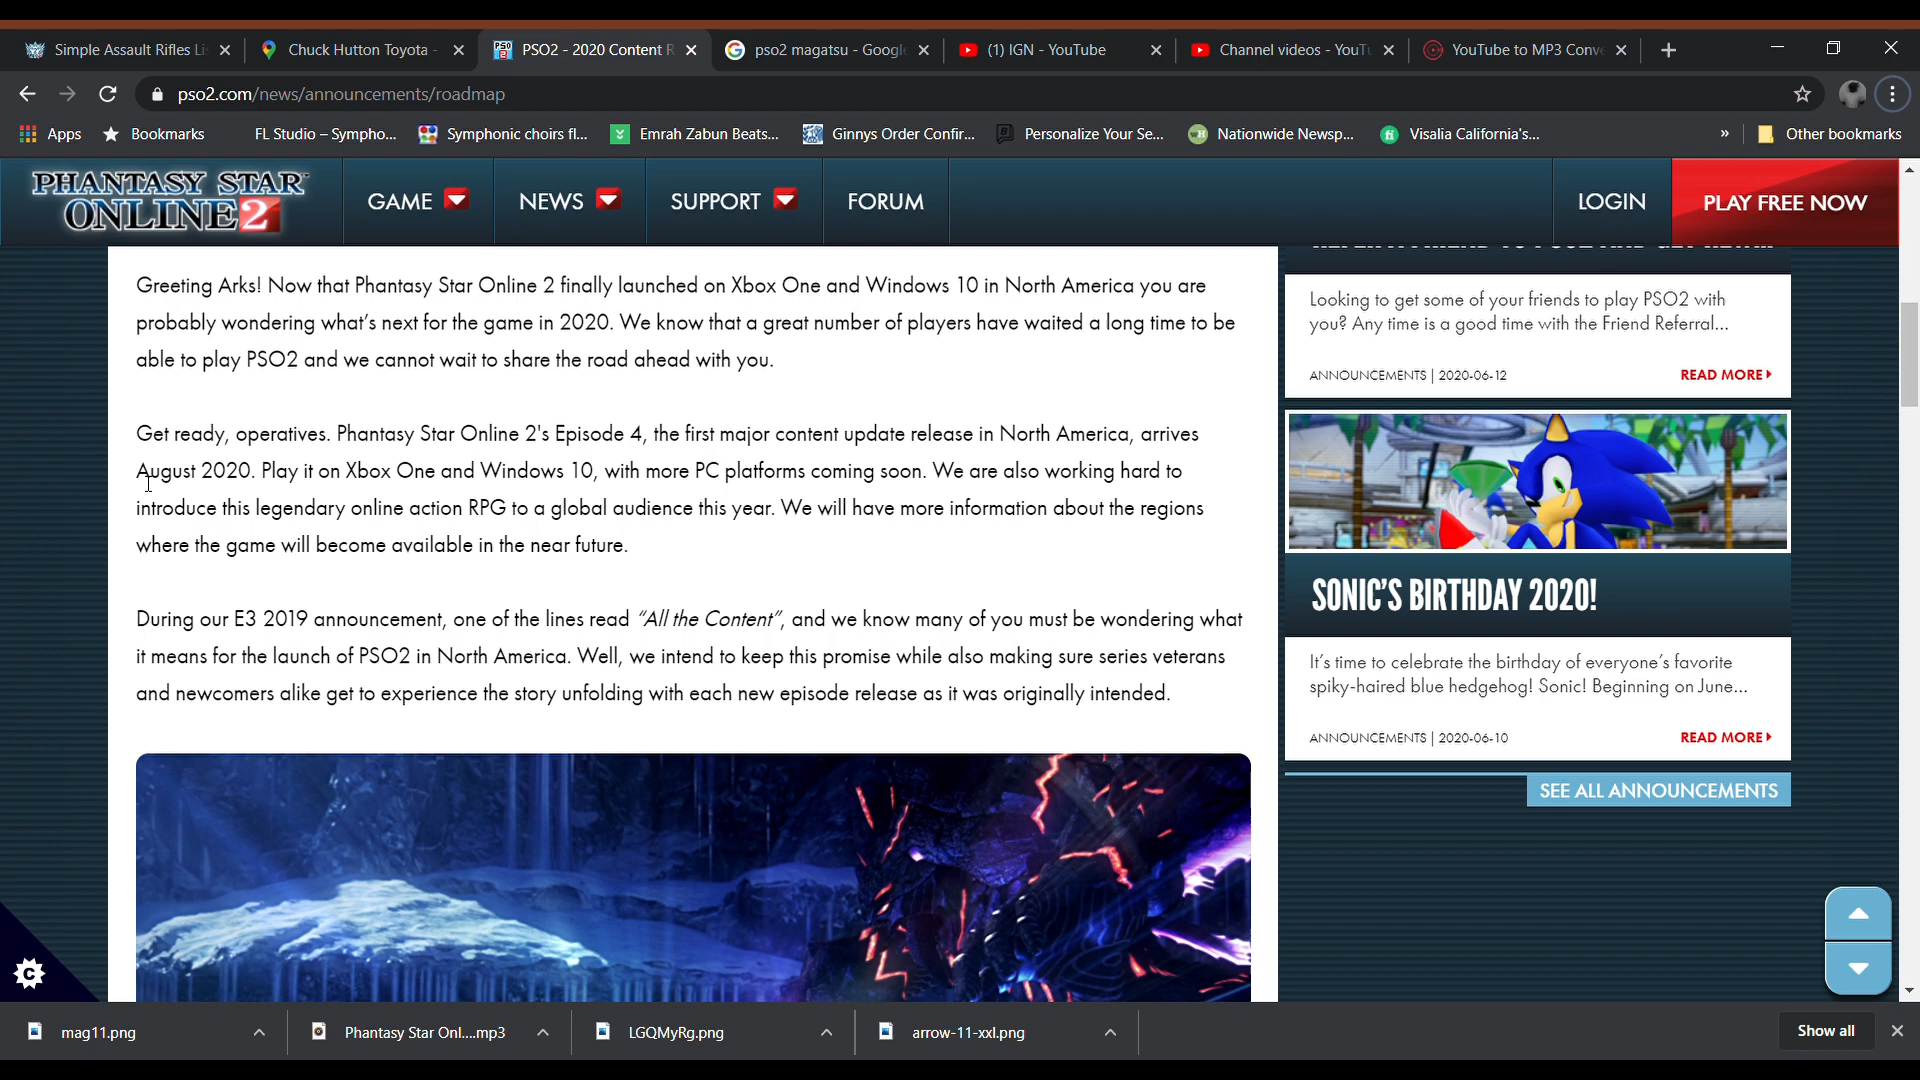 Simple Assault Rifles Li
Chuck Hutton Toyota -
PSO2 - 2020 Content R
pso2 magatsu - Google
(1) IGN - YouTube
Channel videos - YouTu
YouTube to MP3 Conve
pso2.com/news/announcements/roadmap
Apps
Bookmarks
FL Studio – Sympho...
Symphonic choirs fl...
Emrah Zabun Beats...
Ginnys Order Confir...
Personalize Your Se...
Nationwide Newsp...
Visalia California's...
»
Other bookmarks
PHANTASY STAR
ONLINE 2
GAME
NEWS
SUPPORT
FORUM
LOGIN
PLAY FREE NOW
Greeting Arks! Now that Phantasy Star Online 2 finally launched on Xbox One and Windows 10 in North America you are
probably wondering what's next for the game in 2020. We know that a great number of players have waited a long time to be
able to play PSO2 and we cannot wait to share the road ahead with you.
Get ready, operatives. Phantasy Star Online 2's Episode 4, the first major content update release in North America, arrives
August 2020. Play it on Xbox One and Windows 10, with more PC platforms coming soon. We are also working hard to
introduce this legendary online action RPG to a global audience this year. We will have more information about the regions
where the game will become available in the near future.
During our E3 2019 announcement, one of the lines read “All the Content”, and we know many of you must be wondering what
it means for the launch of PSO2 in North America. Well, we intend to keep this promise while also making sure series veterans
and newcomers alike get to experience the story unfolding with each new episode release as it was originally intended.
Looking to get some of your friends to play PSO2 with
you? Any time is a good time with the Friend Referral...
ANNOUNCEMENTS | 2020-06-12
READ MORE
SONIC'S BIRTHDAY 2020!
It's time to celebrate the birthday of everyone's favorite
spiky-haired blue hedgehog! Sonic! Beginning on June...
ANNOUNCEMENTS | 2020-06-10
READ MORE
SEE ALL ANNOUNCEMENTS
C
mag11.png
Phantasy Star Onl....mp3
LGQMyRg.png
arrow-11-xxl.png
Show all